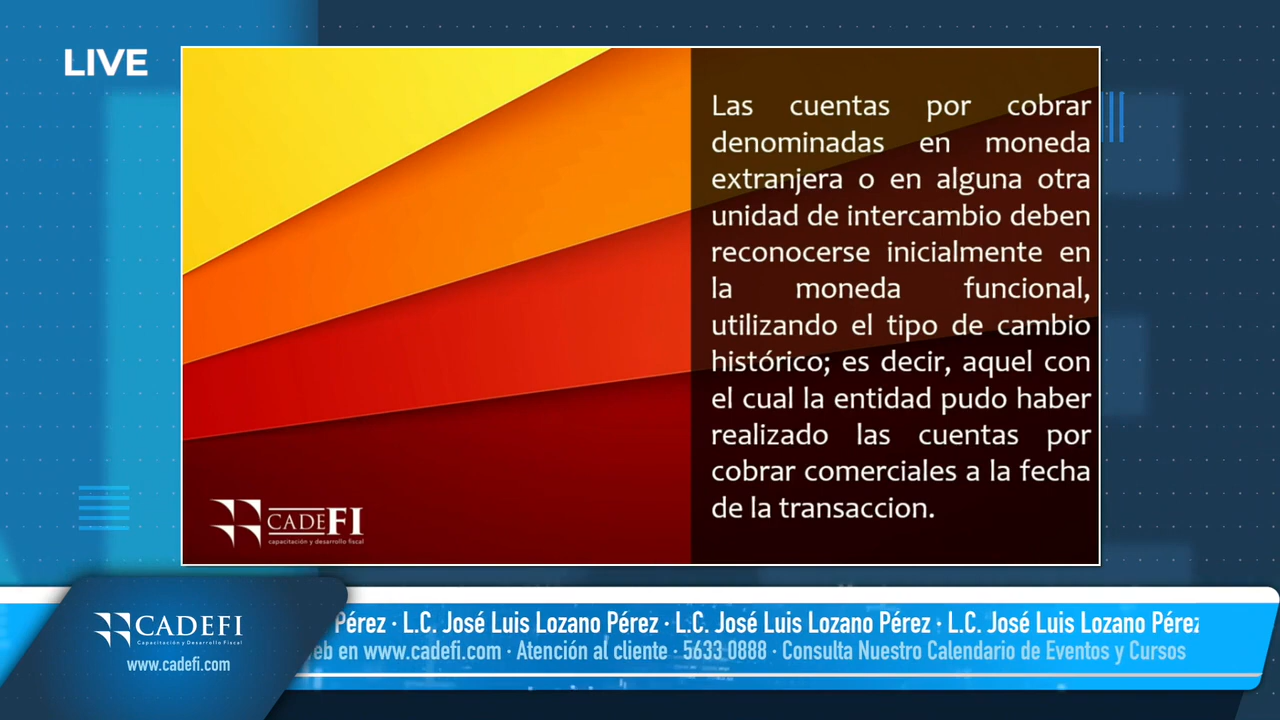 LIVE
Las cuentas por cobrar
denominadas en moneda
extranjera o en alguna otra
unidad de intercambio deben
reconocerse inicialmente en
la moneda funcional,
utilizando el tipo de cambio
histórico; es decir, aquel con
el cual la entidad pudo haber
realizado las cuentas por
cobrar comerciales a la fecha
de la transaccion.
CADEFI
capacitación y desarrollo fiscal
CADEFI
Capacitación y Desarrollo Fiscal
www.cadefi.com
Pérez · L.C. José Luis Lozano Pérez · L.C. José Luis Lozano Pérez · L.C. José Luis Lozano Pérez
en www.cadefi.com · Atención al cliente · 5633 0888 · Consulta Nuestro Calendario de Eventos y Cursos